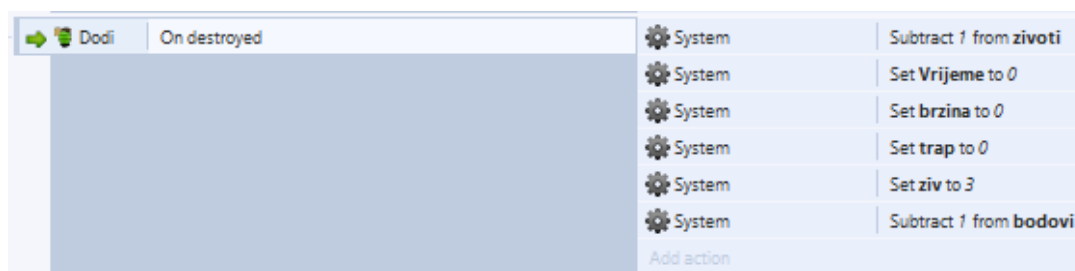 Dodi On destroyed System Subtract 1 from zivoti
System Set Vrijeme to 0
System Set brzina to 0
System Set trap to 0
System Set ziv to 3
System Subtract 1 from bodovi
Add action